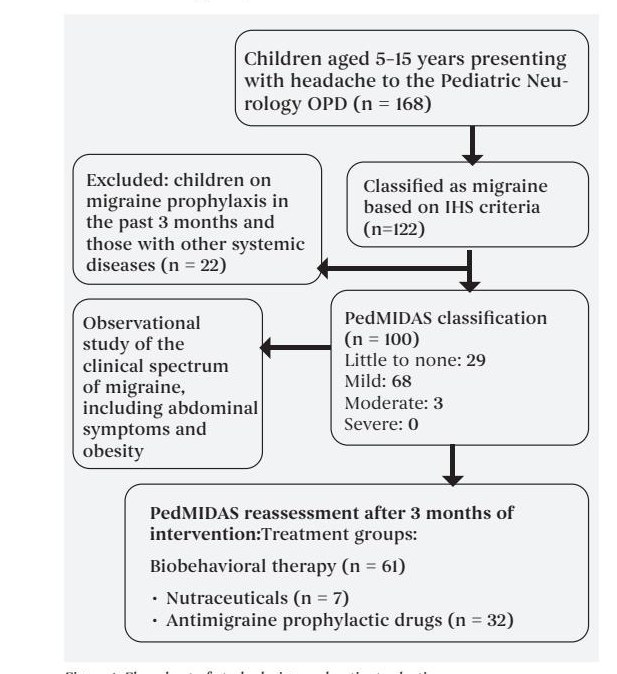 Children aged 5-15 years presenting
with headache to the Pediatric Neu-
rology OPD (n = 168)
Classified as migraine
based on IHS criteria
(n=122)
Excluded: children on
migraine prophylaxis in
the past 3 months and
those with other systemic
diseases (n = 22)
PedMIDAS classification
(n = 100)
Little to none: 29
Mild: 68
Moderate: 3
Severe: 0
Observational
study of the
clinical spectrum
of migraine,
including abdominal
symptoms and
obesity
PedMIDAS reassessment after 3 months of
intervention:Treatment groups:
Biobehavioral therapy (n = 61)
· Nutraceuticals (n = 7)
· Antimigraine prophylactic drugs (n = 32)